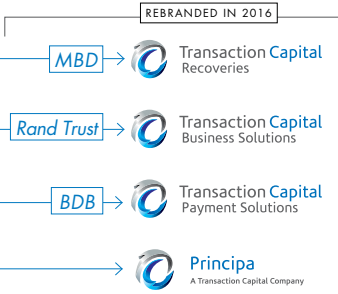 REBRANDED IN 2016
MBD
Transaction Capital
Recoveries
Rand Trust
Transaction Capital
Business Solutions
BDB
Transaction Capital
Payment Solutions
Principa
A Transaction Capital Company